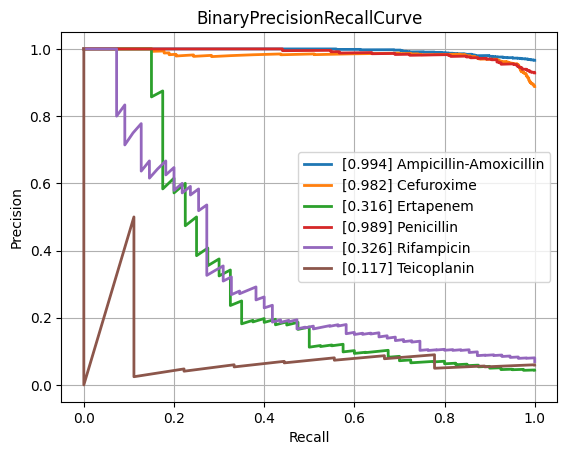 BinaryPrecisionRecallCurve
Precision
1.0
0.8
0.6
0.4
0.2
0.0
[0.994] Ampicillin-Amoxicillin
[0.982] Cefuroxime
[0.316] Ertapenem
[0.989] Penicillin
[0.326] Rifampicin
[0.117] Teicoplanin
0.0 0.2 0.4 0.6 0.8 1.0
Recall